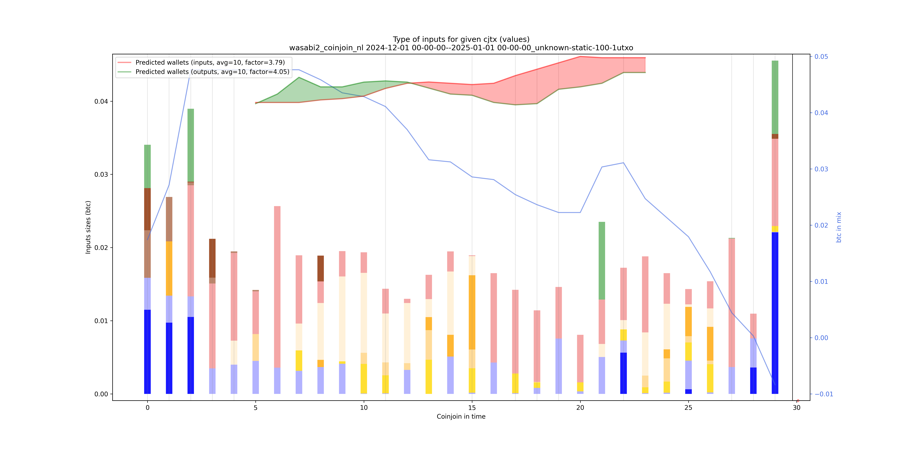 Type of inputs for given cjtx (values)
wasabi2_coinjoin_nl 2024-12-01 00-00-00--2025-01-01 00-00-00_unknown-static-100-1utxo
Predicted wallets (inputs, avg=10, factor=3.79)
Predicted wallets (outputs, avg=10, factor=4.05)
Inputs sizes (btc)
0.04
0.03
0.02
0.01
0.00
0
5
10
15
20
25
30
Coinjoin in time
0.05
0.04
0.03
0.02
0.01
0.00
−0.01
btc in mix